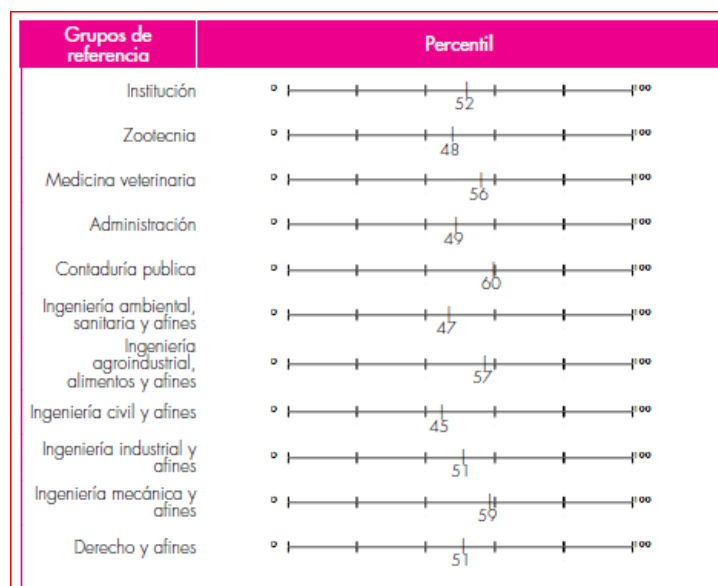 Grupos de
referencia
Percentil
Institución
0 100
52
Zootecnia
0 100
48
Medicina veterinaria
0 100
56
Administración
0 100
49
Contaduría publica
0 100
60
Ingeniería ambiental,
sanitaria y afines
0 100
47
Ingeniería
agroindustrial,
alimentos y afines
0 100
57
Ingeniería civil y afines
0 100
45
Ingeniería industrial y
afines
0 100
51
Ingeniería mecánica y
afines
0 100
59
Derecho y afines
0 100
51